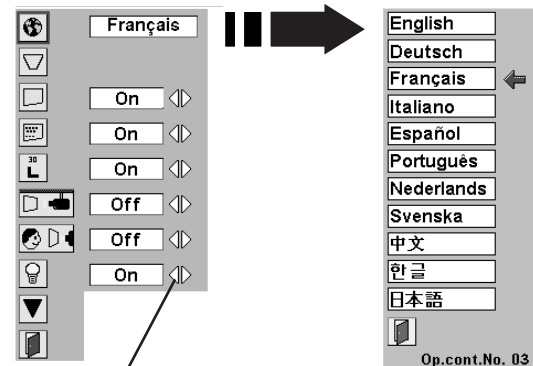 Français
On
On
30
L
On
Off
Off
On
English
Deutsch
Français
Italiano
Español
Português
Nederlands
Svenska
中文
한글
日本語
Op.cont.No. 03